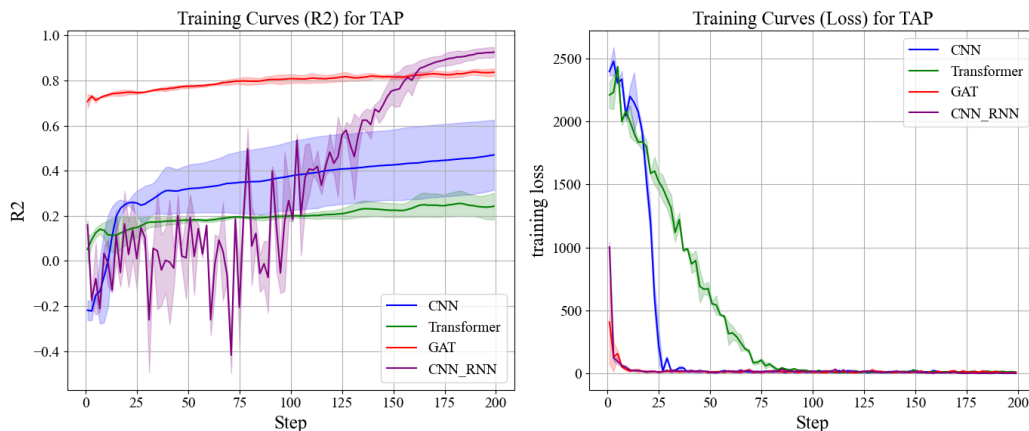 Training Curves (R2) for TAP
1.0
0.8
0.6
0.4
0.2
0.0
−0.2
−0.4
R2
0
25
50
75
100
125
150
175
200
Step
CNN
Transformer
GAT
CNN_RNN
Training Curves (Loss) for TAP
2500
2000
1500
1000
500
0
training loss
0
25
50
75
100
125
150
175
200
Step
CNN
Transformer
GAT
CNN_RNN